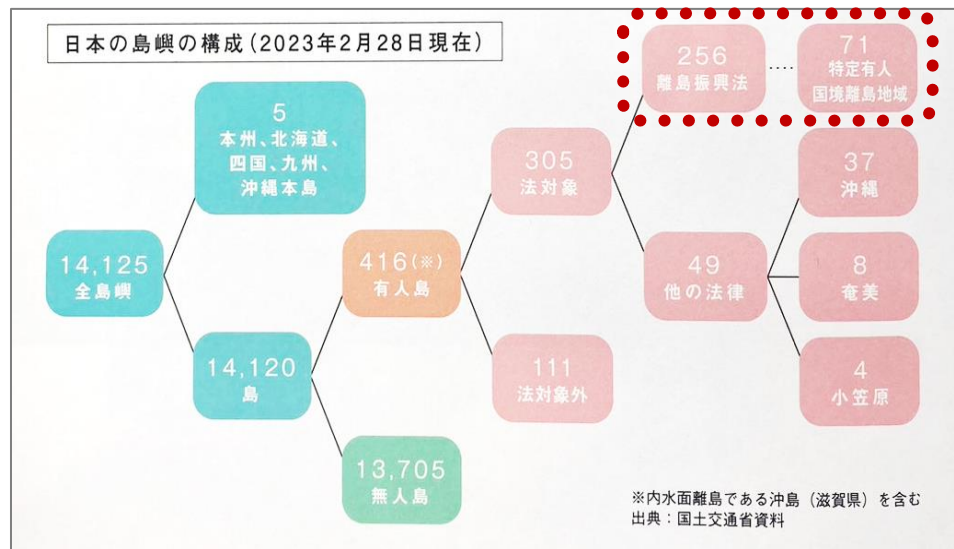 日本の島嶼の構成(2023年2月28日現在)
256
離島振興法
71
特定有人
国境離島地域
5
本州、北海道、
四国、九州、
沖縄本島
305
法対象
37
沖縄
14,125
全島嶼
416(※)
有人島
49
他の法律
8
奄美
14,120
島
111
法対象外
4
小笠原
13,705
無人島
※内水面離島である沖島(滋賀県)を含む
出典:国土交通省資料